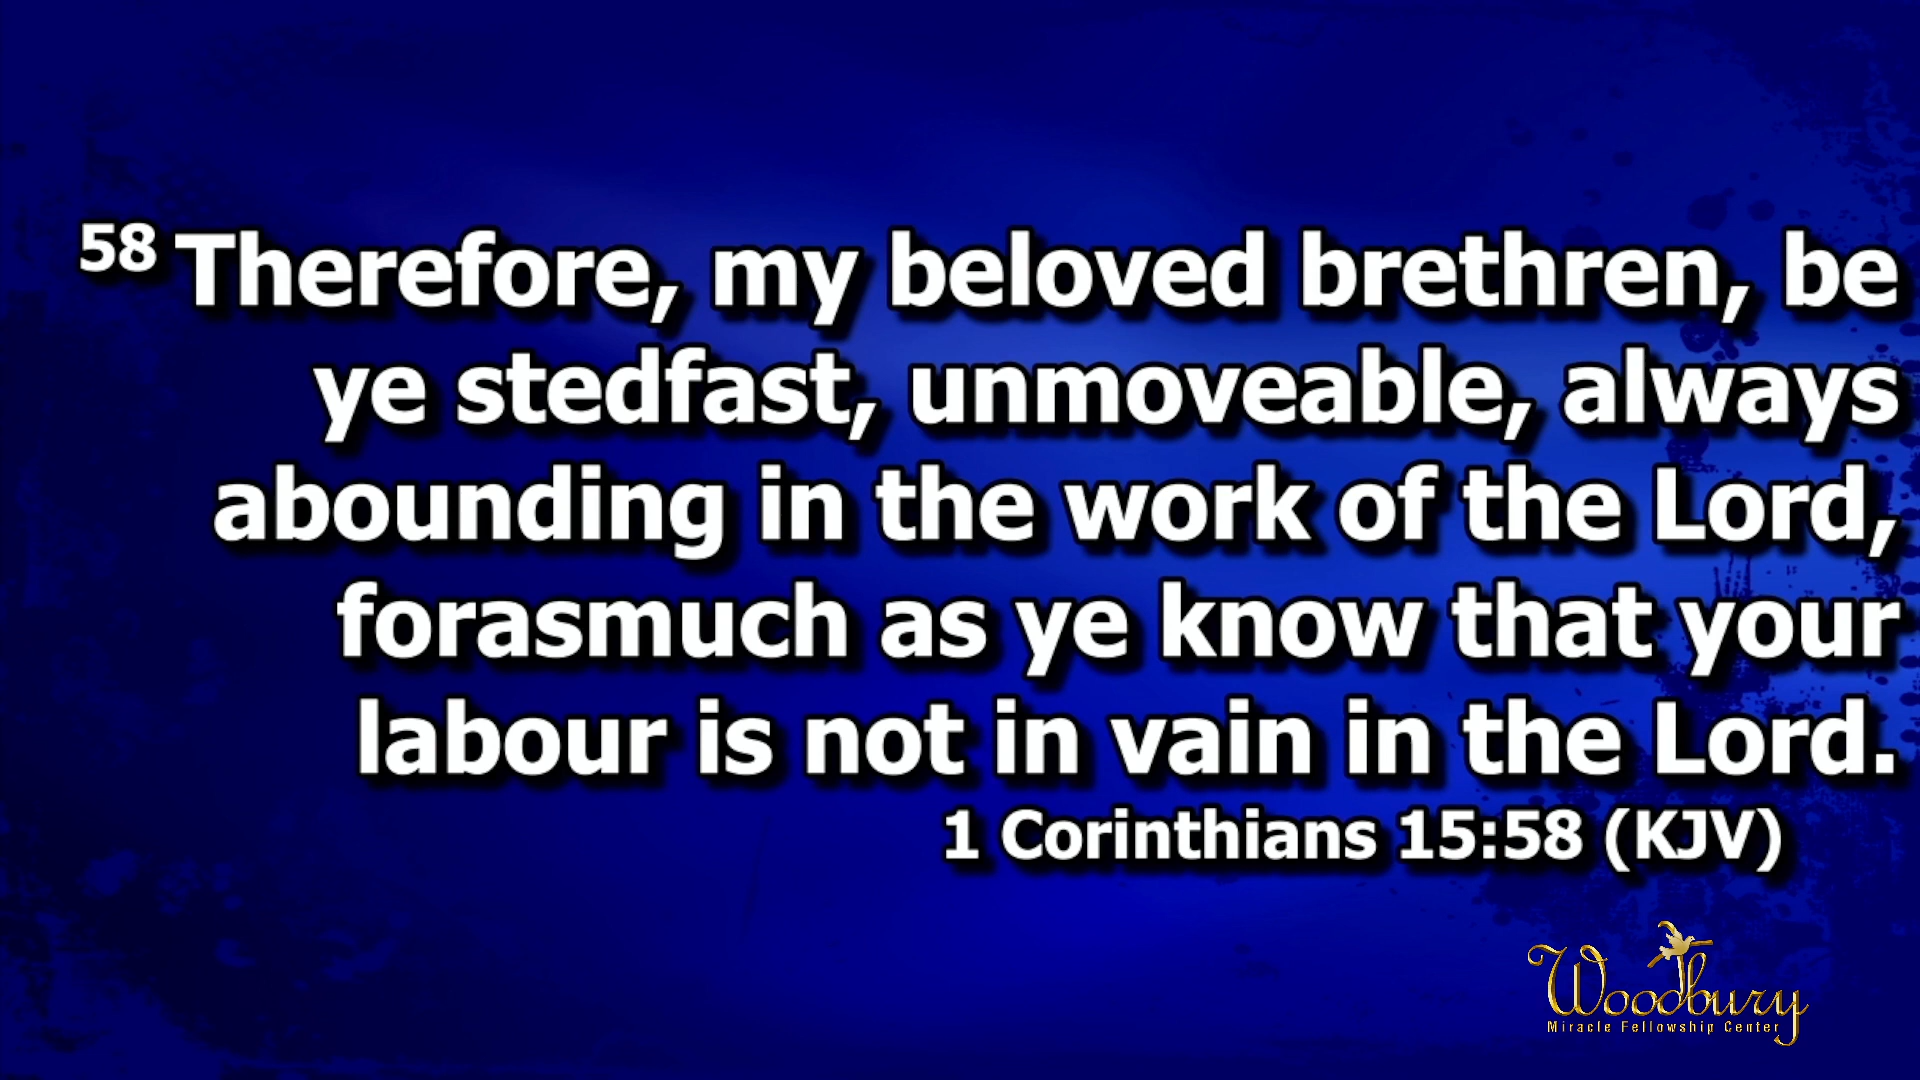 58 Therefore, my beloved brethren, be
ye stedfast, unmoveable, always
abounding in the work of the Lord,
forasmuch as ye know that your
labour is not in vain in the Lord.
1 Corinthians 15:58 (KJV)
Woodbury
Miracle Fellowship Center